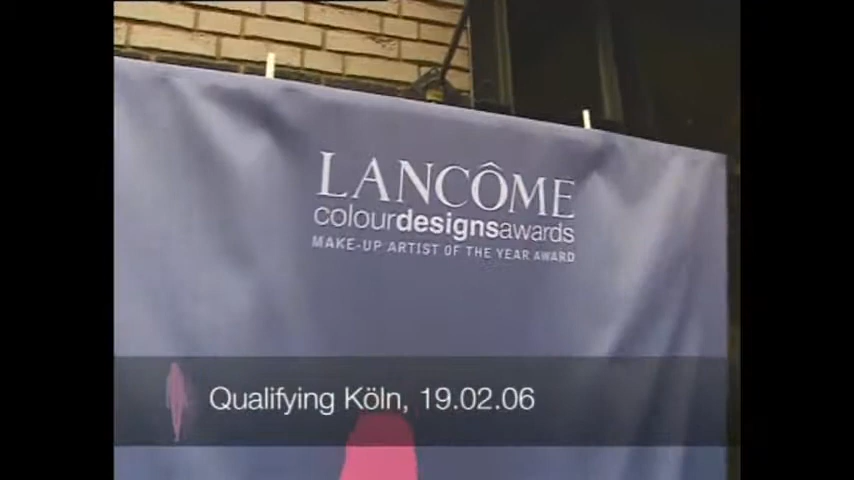 LANCÔME
colourdesignsawards
MAKE-UP ARTIST OF THE YEAR AWARD
Qualifying Köln, 19.02.06